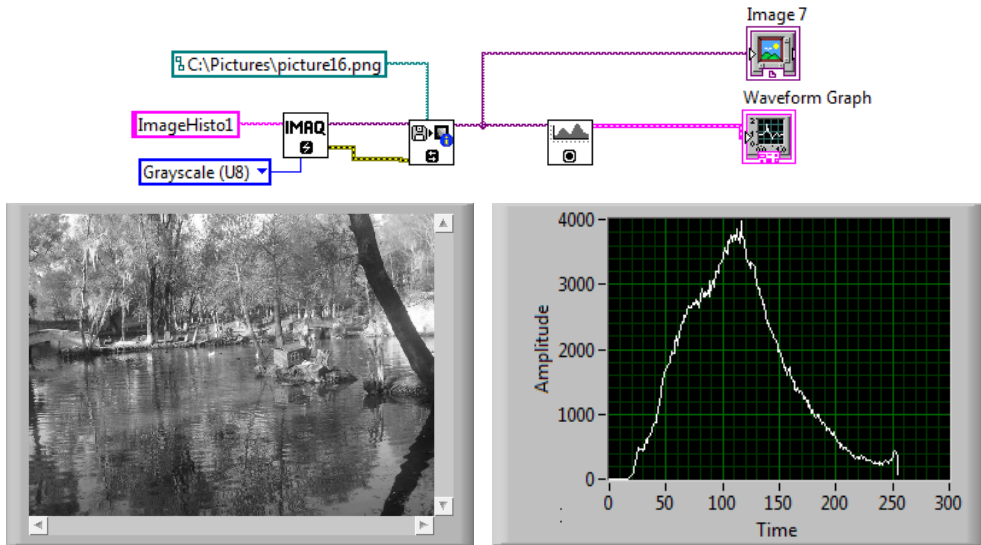 Image 7
C:\Pictures\picture16.png
Waveform Graph
ImageHisto1
IMAQ
Grayscale (U8)
4000
3000
2000
1000
0
Amplitude
0 50 100 150 200 250 300
Time